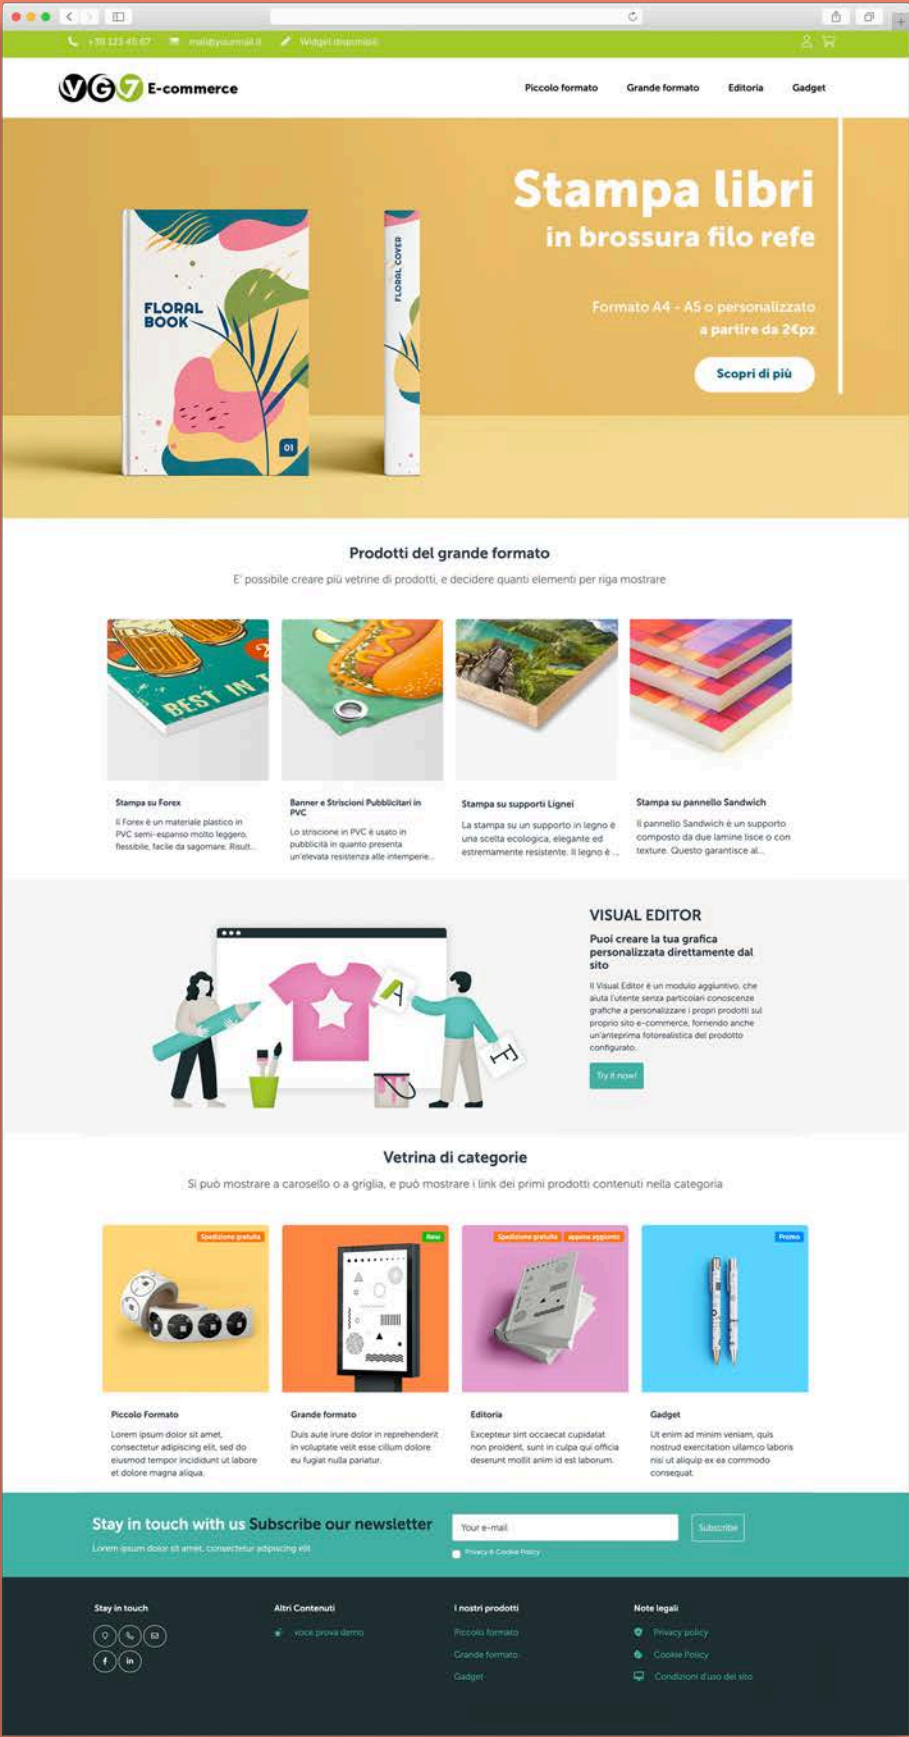 +39 123 45 67 mail@yourmail.it Widget disponibili
VG7 E-commerce
Piccolo formato Grande formato Editoria Gadget
Stampa libri
in brossura filo refe
FLORAL
BOOK
01
FLORAL COVER
Formato A4 - A5 o personalizzato
a partire da 2€pz
Scopri di più
Prodotti del grande formato
E' possibile creare più vetrine di prodotti, e decidere quanti elementi per riga mostrare
BEST IN T
Stampa su Forex
Il Forex è un materiale plastico in
PVC semi-espanso molto leggero,
flessibile, facile da sagomare. Risult...
Banner e Striscioni Pubblicitari in
PVC
Lo striscione in PVC è usato in
pubblicità in quanto presenta
un'elevata resistenza alle intemperie...
Stampa su supporti Lignei
La stampa su un supporto in legno è
una scelta ecologica, elegante ed
estremamente resistente. Il legno è ...
Stampa su pannello Sandwich
Il pannello Sandwich è un supporto
composto da due lamine lisce o con
texture. Questo garantisce al...
A
F
VISUAL EDITOR
Puoi creare la tua grafica
personalizzata direttamente dal
sito
Il Visual Editor è un modulo aggiuntivo, che
aiuta l'utente senza particolari conoscenze
grafiche a personalizzare i propri prodotti sul
proprio sito e-commerce, fornendo anche
un'anteprima fotorealistica del prodotto
configurato.
Try it now!
Vetrina di categorie
Si può mostrare a carosello o a griglia, e può mostrare i link dei primi prodotti contenuti nella categoria
Spedizione gratuita
New
Spedizione gratuita appena aggiunto
Promo
Piccolo Formato
Lorem ipsum dolor sit amet,
consectetur adipiscing elit, sed do
eiusmod tempor incididunt ut labore
et dolore magna aliqua.
Grande formato
Duis aute irure dolor in reprehenderit
in voluptate velit esse cillum dolore
eu fugiat nulla pariatur.
Editoria
Excepteur sint occaecat cupidatat
non proident, sunt in culpa qui officia
deserunt mollit anim id est laborum.
Gadget
Ut enim ad minim veniam, quis
nostrud exercitation ullamco laboris
nisi ut aliquip ex ea commodo
consequat.
Stay in touch with us Subscribe our newsletter
Lorem ipsum dolor sit amet, consectetur adipiscing elit
Your e-mail
Subscribe
Privacy & Cookie Policy
Stay in touch
Altri Contenuti
voce prova demo
I nostri prodotti
Piccolo formato
Grande formato
Gadget
Note legali
Privacy policy
Cookie Policy
Condizioni d'uso del sito